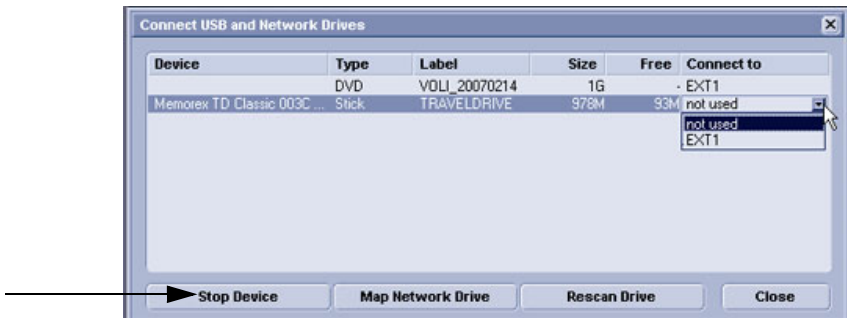 Connect USB and Network Drives
Device Type Label Size Free Connect to
DVD VOLI_20070214 1G - EXT1
Memorex TD Classic 003C ... Stick TRAVELDRIVE 978M 93M not used
not used
EXT1
Stop Device Map Network Drive Rescan Drive Close